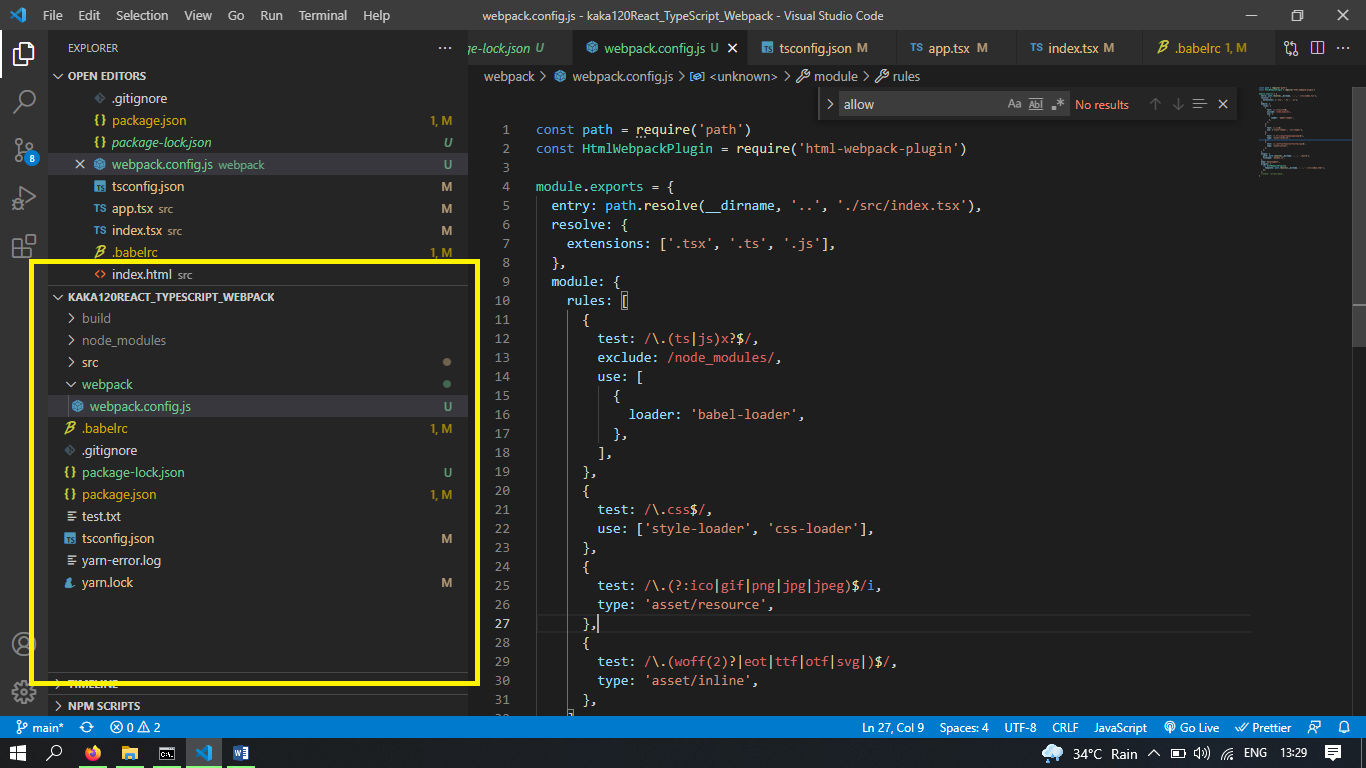 File Edit Selection View Go Run Terminal Help webpack.config.js - kaka120React_TypeScript_Webpack - Visual Studio Code
EXPLORER
OPEN EDITORS
.gitignore
package.json 1, M
package-lock.json U
webpack.config.js webpack U
tsconfig.json M
app.tsx src M
index.tsx src M
.babelrc 1, M
index.html src
KAKA120REACT_TYPESCRIPT_WEBPACK
build
node_modules
src
webpack
webpack.config.js U
.babelrc 1, M
.gitignore
package-lock.json U
package.json 1, M
test.txt
tsconfig.json M
yarn-error.log
yarn.lock M
TIMELINE
NPM SCRIPTS
8
ge-lock.json U webpack.config.js U TS tsconfig.json M TS app.tsx M TS index.tsx M .babelrc 1, M
webpack > webpack.config.js > <unknown> > module > rules
allow Aa Abl .* No results
1 const path = require('path')
2 const HtmlWebpackPlugin = require('html-webpack-plugin')
3
4 module.exports = {
5 entry: path.resolve(__dirname, '..', './src/index.tsx'),
6 resolve: {
7 extensions: ['.tsx', '.ts', '.js'],
8 },
9 module: {
10 rules: [
11 {
12 test: /\.(ts|js)x?$/,
13 exclude: /node_modules/,
14 use: [
15 {
16 loader: 'babel-loader',
17 },
18 ],
19 },
20 {
21 test: /\.css$/,
22 use: ['style-loader', 'css-loader'],
23 },
24 {
25 test: /\.(?:ico|gif|png|jpg|jpeg)$/i,
26 type: 'asset/resource',
27 },
28 {
29 test: /\.(woff(2)?|eot|ttf|otf|svg|)$/,
30 type: 'asset/inline',
31 },
main* 0 2 Ln 27, Col 9 Spaces: 4 UTF-8 CRLF JavaScript Go Live Prettier
34°C Rain ENG 13:29